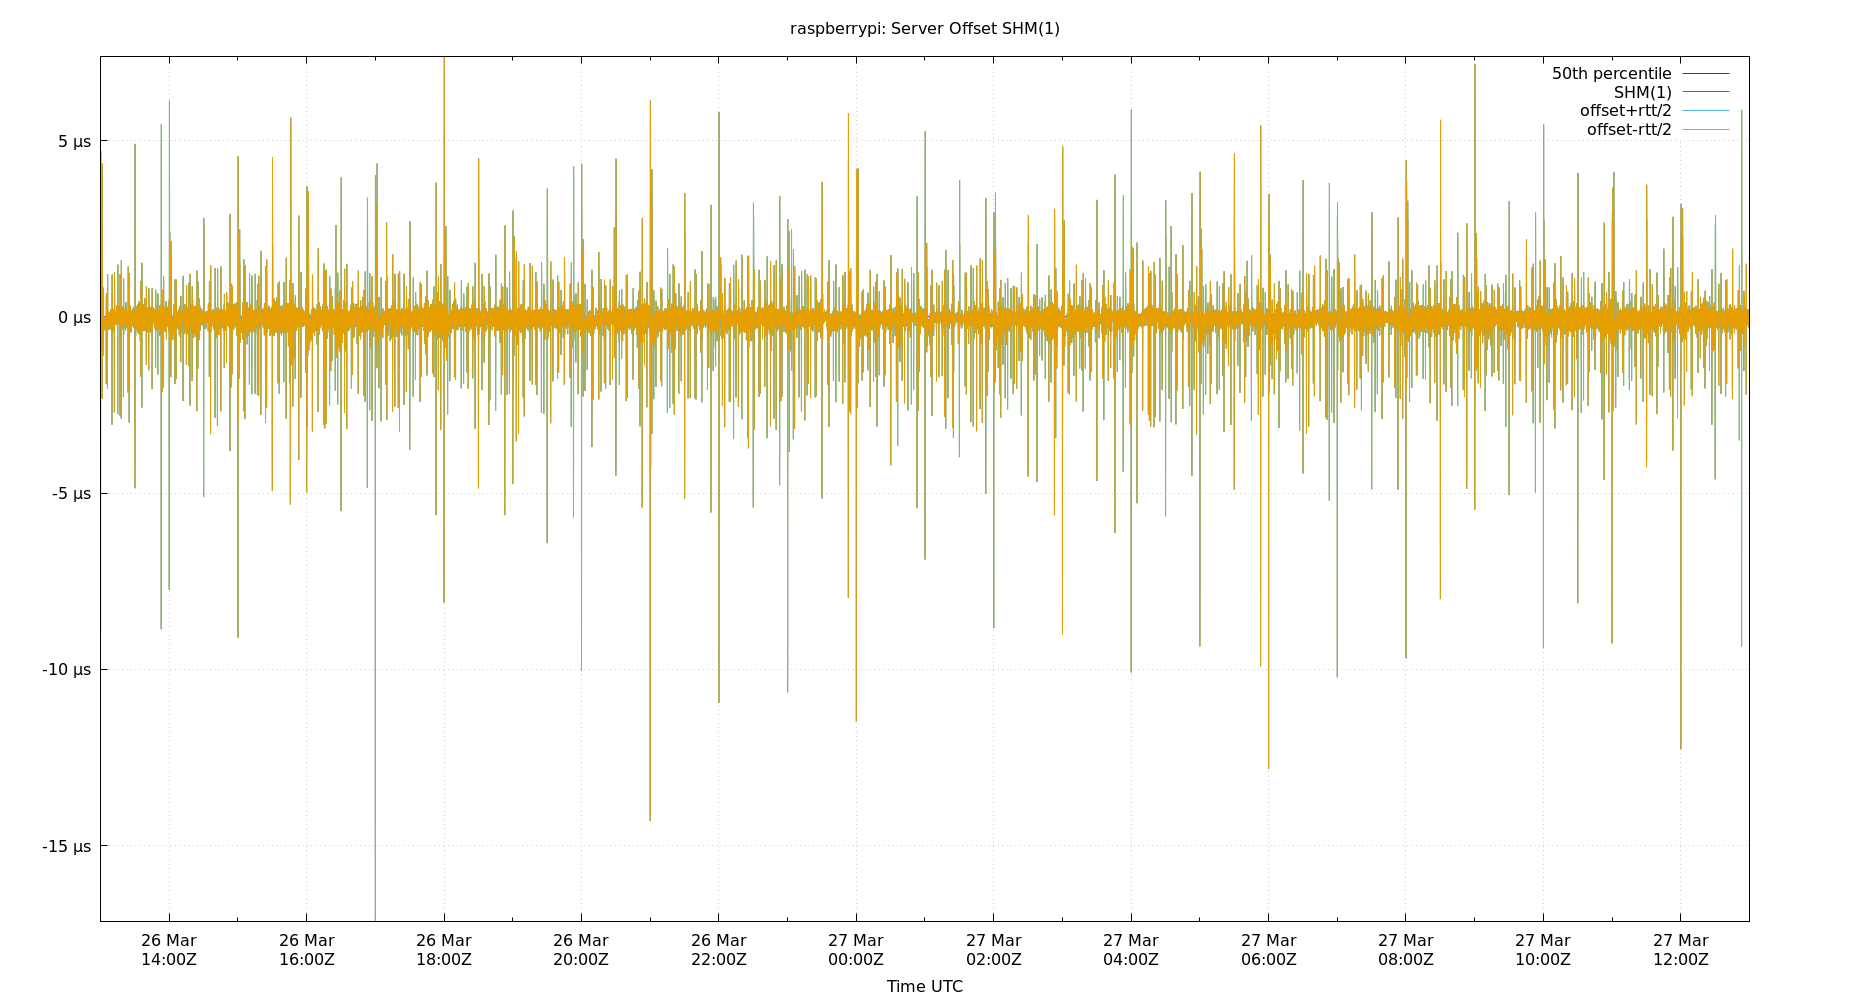 raspberrypi: Server Offset SHM(1)
50th percentile
SHM(1)
offset+rtt/2
offset-rtt/2
5 µs
0 µs
-5 µs
-10 µs
-15 µs
26 Mar 26 Mar 26 Mar 26 Mar 26 Mar 27 Mar 27 Mar 27 Mar 27 Mar 27 Mar 27 Mar 27 Mar
14:00Z 16:00Z 18:00Z 20:00Z 22:00Z 00:00Z 02:00Z 04:00Z 06:00Z 08:00Z 10:00Z 12:00Z
Time UTC